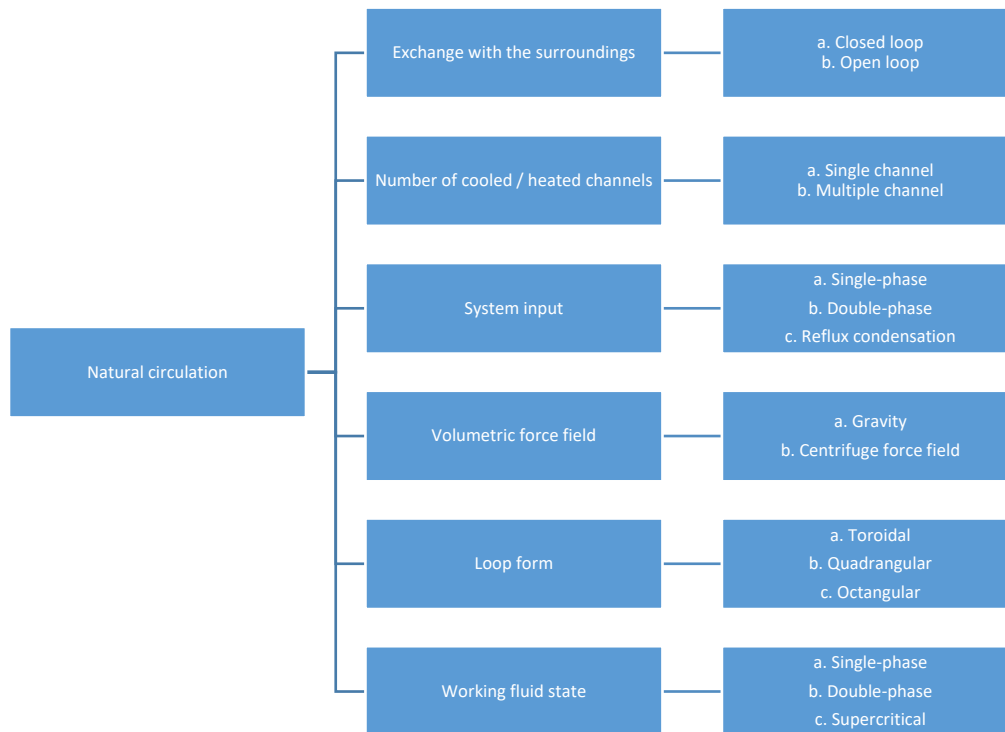 Exchange with the surroundings
a. Closed loop
b. Open loop
Number of cooled / heated channels
a. Single channel
b. Multiple channel
System input
a. Single-phase
b. Double-phase
c. Reflux condensation
Natural circulation
Volumetric force field
a. Gravity
b. Centrifuge force field
Loop form
a. Toroidal
b. Quadrangular
c. Octangular
Working fluid state
a. Single-phase
b. Double-phase
c. Supercritical